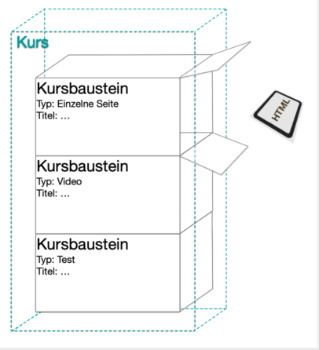 Kurs
Kursbaustein
Typ: Einzelne Seite
Titel: ...
HTML
Kursbaustein
Typ: Video
Titel: ...
Kursbaustein
Typ: Test
Titel: ...